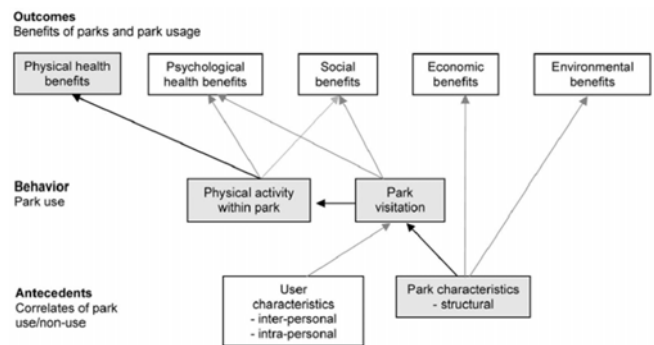 Outcomes
Benefits of parks and park usage
Physical health
benefits
Psychological
health benefits
Social
benefits
Economic
benefits
Environmental
benefits
Behavior
Park use
Physical activity
within park
Park
visitation
Antecedents
Correlates of park
use/non-use
User
characteristics
- inter-personal
- intra-personal
Park characteristics
- structural